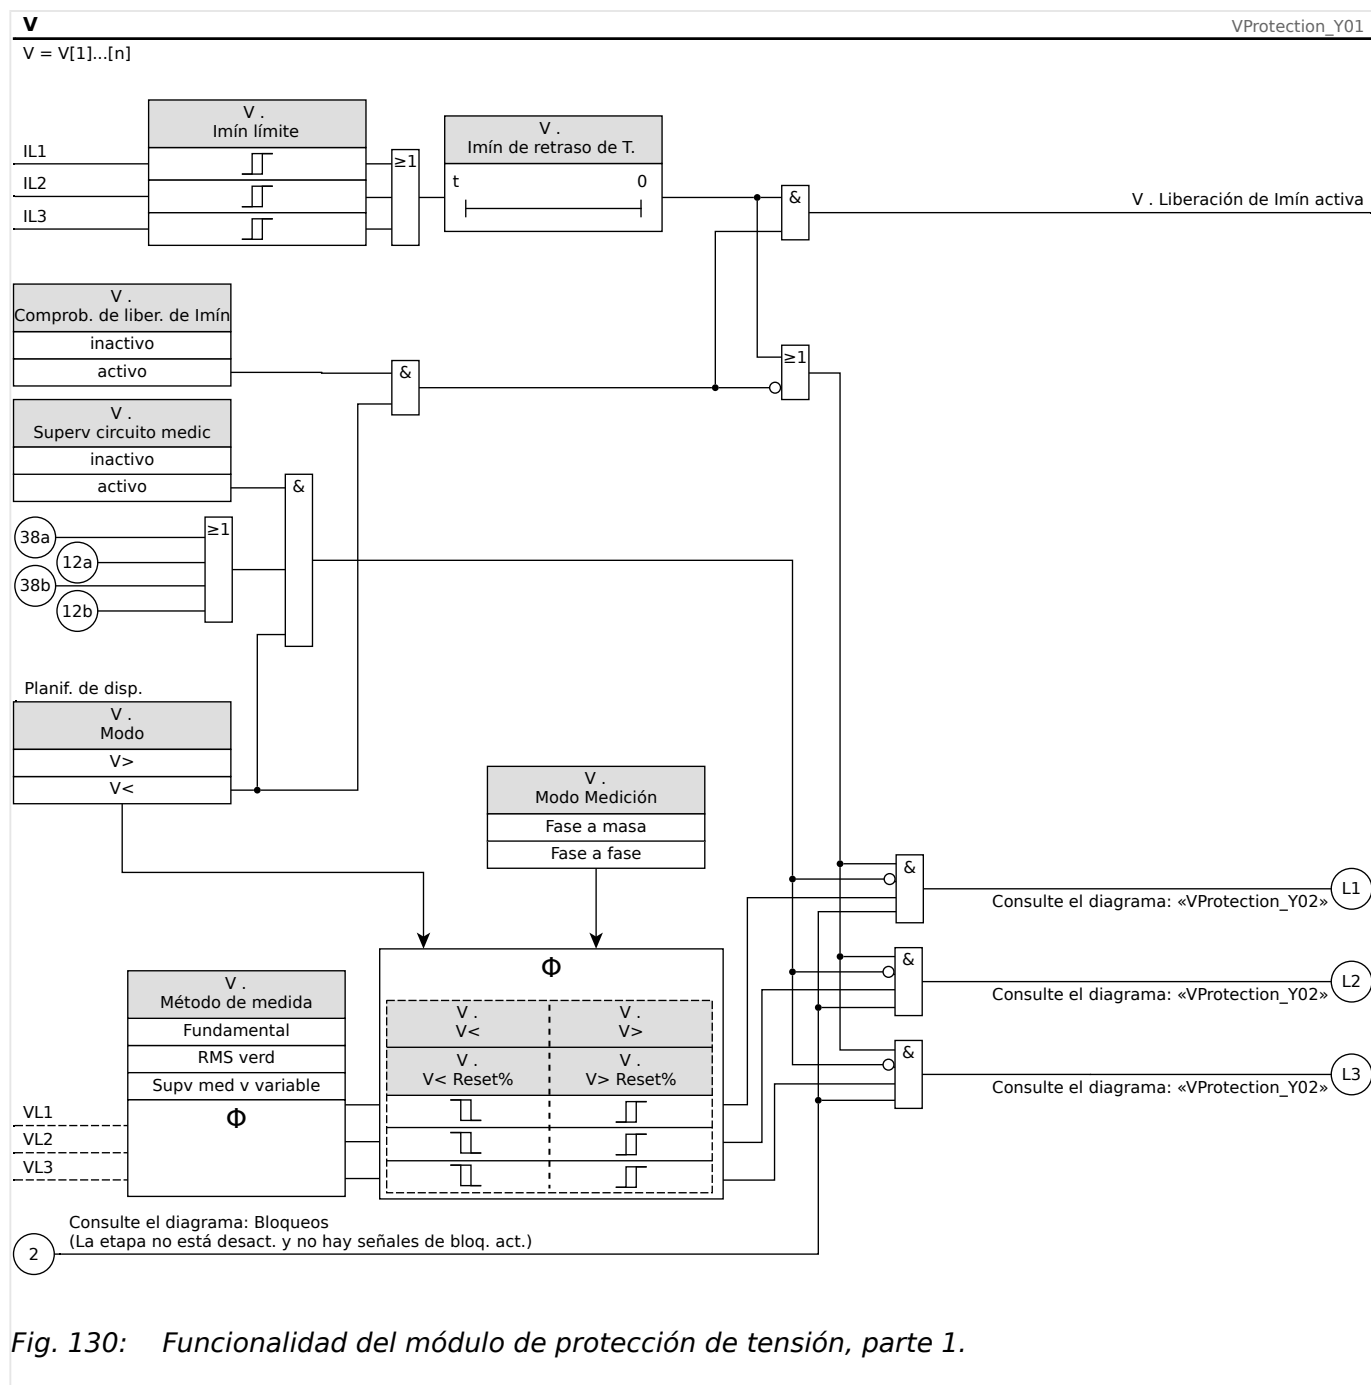 V
VProtection_Y01
V = V[1]...[n]
V .
Imín límite
V .
Imín de retraso de T.
IL1
IL2
IL3
≥1
t
0
&
V . Liberación de Imín activa
V .
Comprob. de liber. de Imín
inactivo
activo
&
≥1
V .
Superv circuito medic
inactivo
activo
&
38a
12a
38b
12b
≥1
Planif. de disp.
V .
Modo
V>
V<
V .
Modo Medición
Fase a masa
Fase a fase
&
L1
Consulte el diagrama: «VProtection_Y02»
&
L2
Consulte el diagrama: «VProtection_Y02»
&
L3
Consulte el diagrama: «VProtection_Y02»
V .
Método de medida
Fundamental
RMS verd
Supv med v variable
Φ
VL1
VL2
VL3
Φ
V .
V<
V .
V>
V .
V< Reset%
V .
V> Reset%
2
Consulte el diagrama: Bloqueos
(La etapa no está desact. y no hay señales de bloq. act.)
Fig. 130: Funcionalidad del módulo de protección de tensión, parte 1.